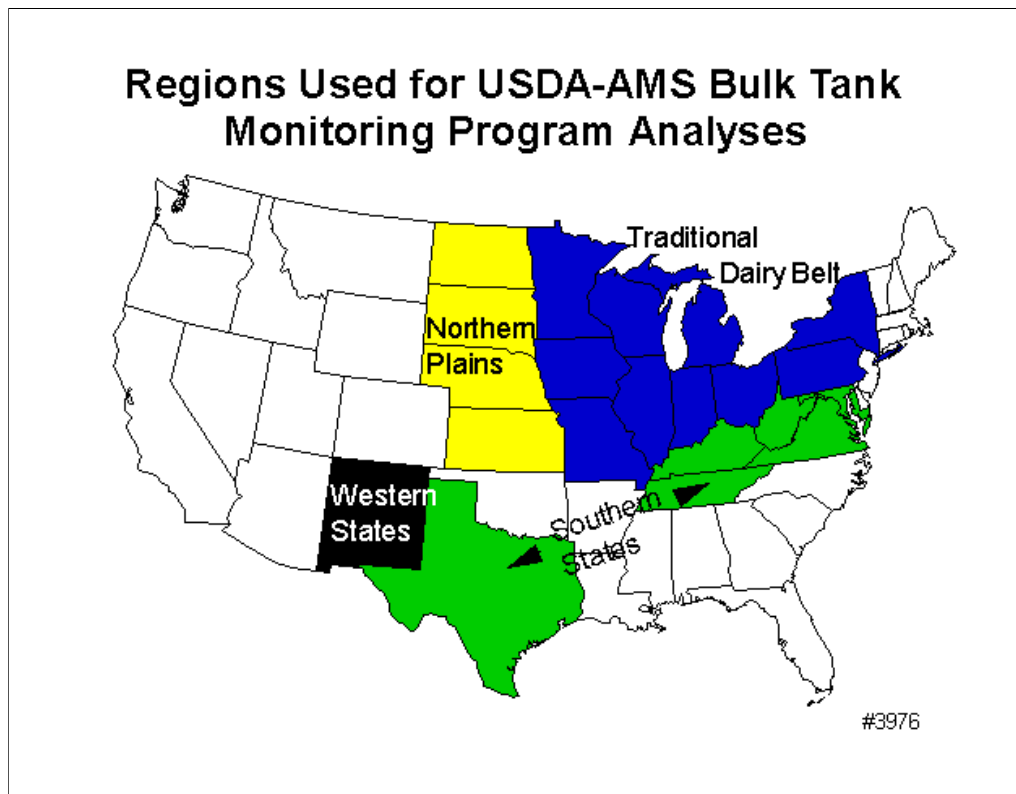 Regions Used for USDA-AMS Bulk Tank
Monitoring Program Analyses
Traditional
Dairy Belt
Northern
Plains
Western
States
Southern
States
#3976